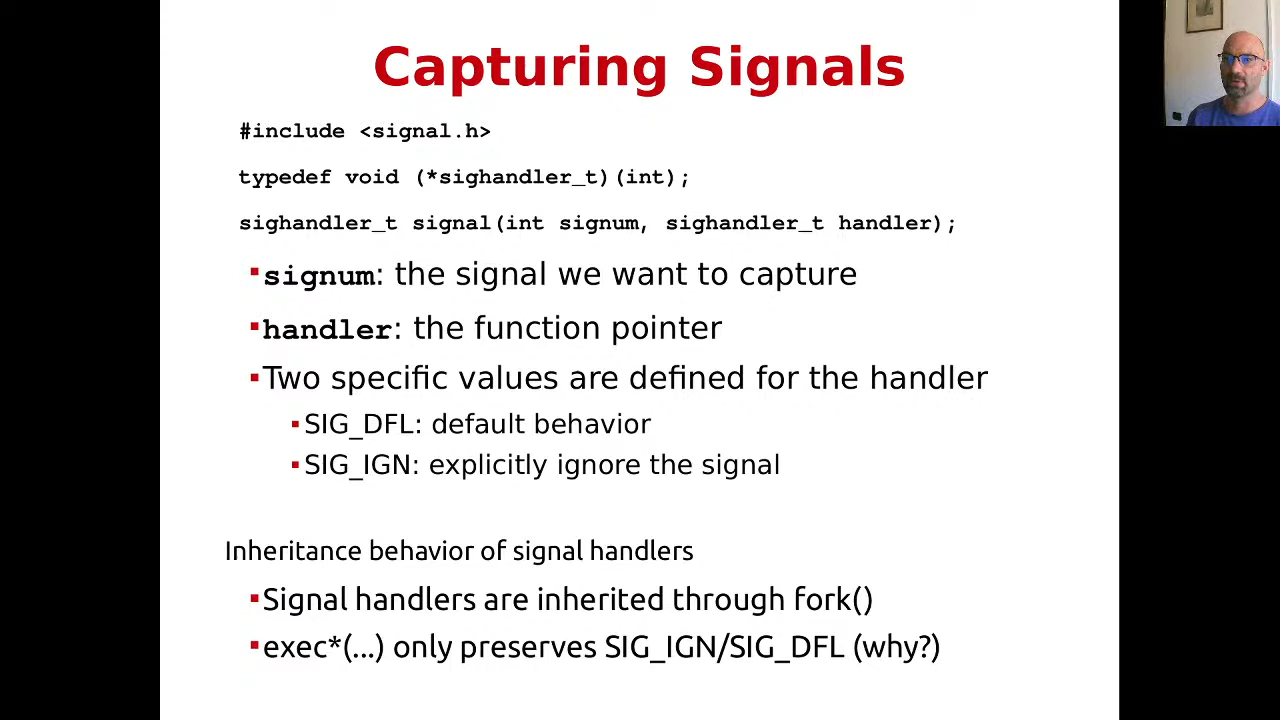 Capturing Signals
#include <signal.h>
typedef void (*sighandler_t)(int);
sighandler_t signal(int signum, sighandler_t handler);
▪signum: the signal we want to capture
▪handler: the function pointer
▪Two specific values are defined for the handler
▪SIG_DFL: default behavior
▪SIG_IGN: explicitly ignore the signal
Inheritance behavior of signal handlers
▪Signal handlers are inherited through fork()
▪exec*(...) only preserves SIG_IGN/SIG_DFL (why?)